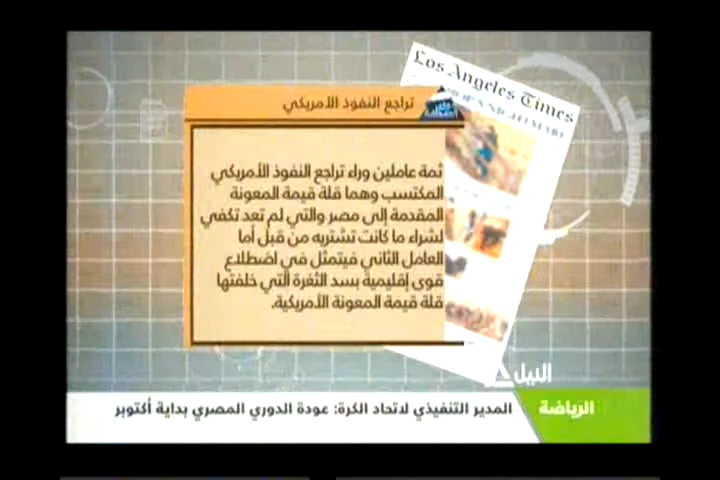 Los Angeles Times
تراجع النفوذ الأمريكي
ثمة عاملين وراء تراجع النفوذ الأمريكي
المكتسب وهما قلة قيمة المعونة
المقدمة إلى مصر والتي لم تعد تكفي
لشراء ما كانت تشتريه من قبل أما
العامل الثاني فيتمثل في اضطلاع
قوى إقليمية بسد الثغرة التي خلفتها
قلة قيمة المعونة الأمريكية.
النيل
الرياضة
المدير التنفيذي لاتحاد الكرة: عودة الدوري المصري بداية أكتوبر